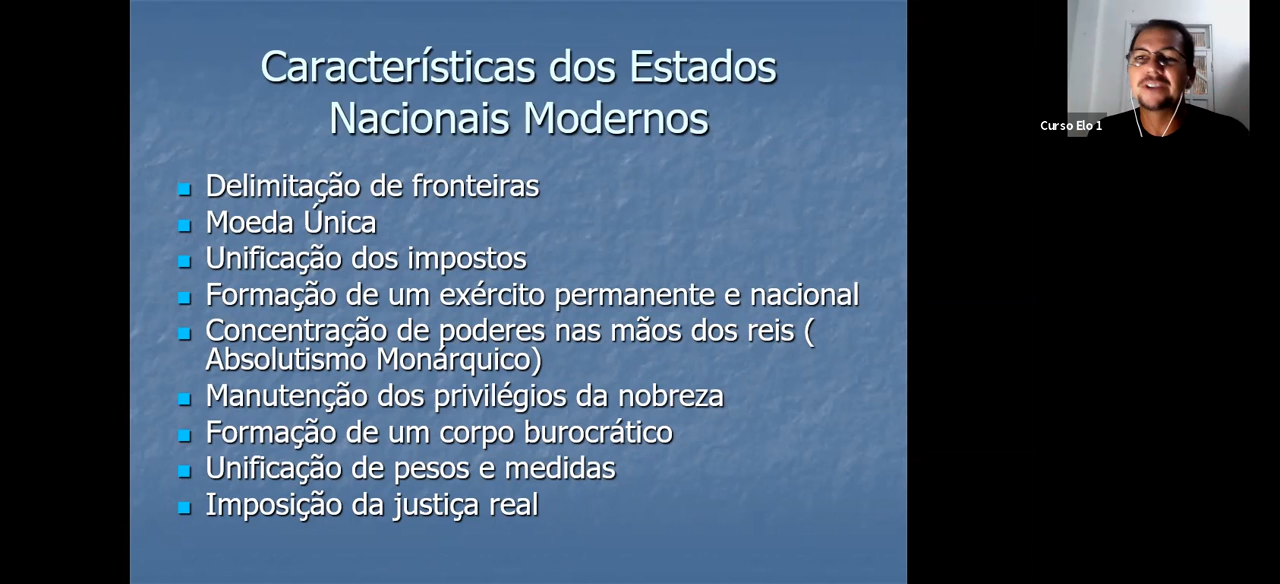 Características dos Estados
Nacionais Modernos
Delimitação de fronteiras
Moeda Única
Unificação dos impostos
Formação de um exército permanente e nacional
Concentração de poderes nas mãos dos reis (
Absolutismo Monárquico)
Manutenção dos privilégios da nobreza
Formação de um corpo burocrático
Unificação de pesos e medidas
Imposição da justiça real
Curso Elo 1